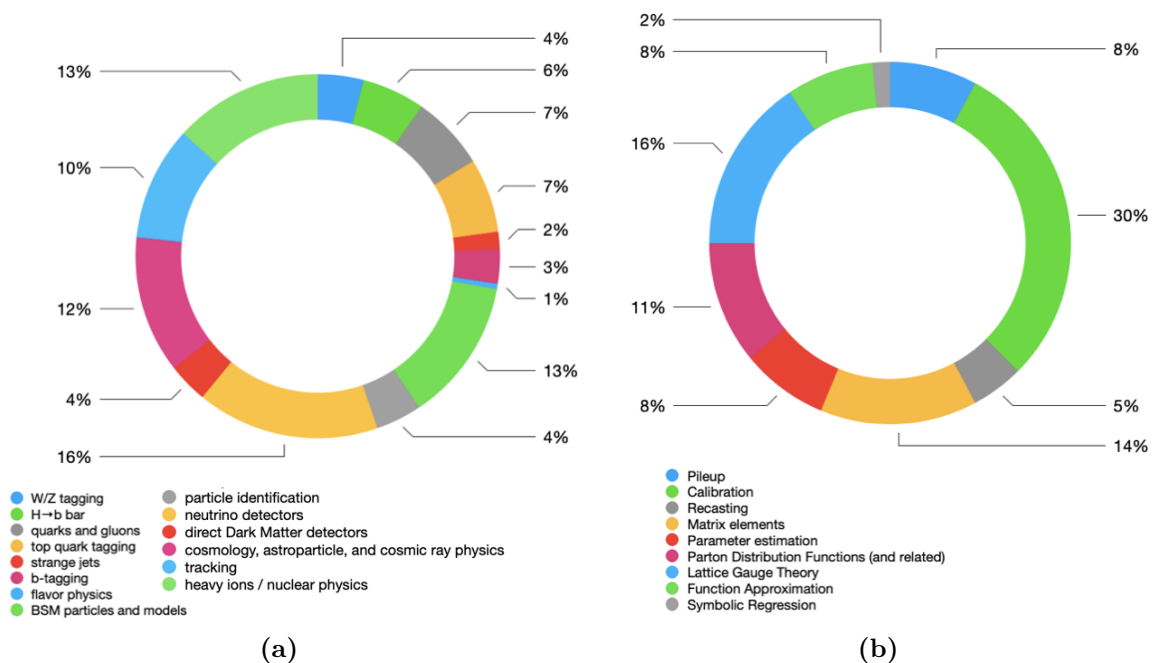 4%
6%
7%
7%
2%
3%
1%
13%
4%
16%
4%
12%
10%
13%
W/Z tagging
H→b bar
quarks and gluons
top quark tagging
strange jets
b-tagging
flavor physics
BSM particles and models
particle identification
neutrino detectors
direct Dark Matter detectors
cosmology, astroparticle, and cosmic ray physics
tracking
heavy ions / nuclear physics
(a)
2%
8%
8%
16%
30%
11%
8%
5%
14%
Pileup
Calibration
Recasting
Matrix elements
Parameter estimation
Parton Distribution Functions (and related)
Lattice Gauge Theory
Function Approximation
Symbolic Regression
(b)